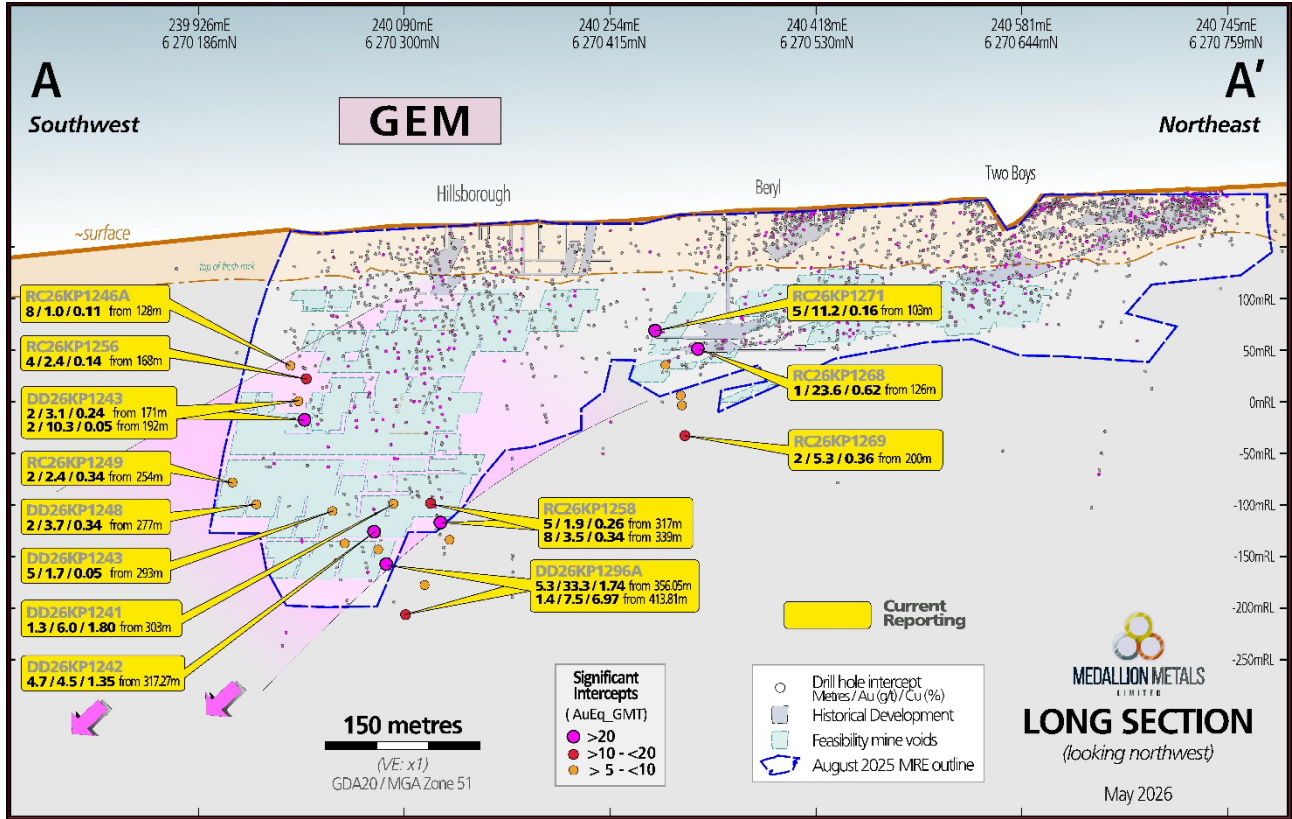 239 926mE
6 270 186mN
240 090mE
6 270 300mN
240 254mE
6 270 415mN
240 418mE
6 270 530mN
240 581mE
6 270 644mN
240 745mE
6 270 759mN
A
Southwest
GEM
A'
Northeast
Hillsborough
Beryl
Two Boys
~surface
top of fresh rock
RC26KP1246A
8 / 1.0 / 0.11 from 128m
RC26KP1256
4 / 2.4 / 0.14 from 168m
DD26KP1243
2 / 3.1 / 0.24 from 171m
2 / 10.3 / 0.05 from 192m
RC26KP1249
2 / 2.4 / 0.34 from 254m
DD26KP1248
2 / 3.7 / 0.34 from 277m
DD26KP1243
5 / 1.7 / 0.05 from 293m
DD26KP1241
1.3 / 6.0 / 1.80 from 303m
DD26KP1242
4.7 / 4.5 / 1.35 from 317.27m
RC26KP1271
5 / 11.2 / 0.16 from 103m
RC26KP1268
1 / 23.6 / 0.62 from 126m
RC26KP1269
2 / 5.3 / 0.36 from 200m
RC26KP1258
5 / 1.9 / 0.26 from 317m
8 / 3.5 / 0.34 from 339m
DD26KP1296A
5.3 / 33.3 / 1.74 from 356.05m
1.4 / 7.5 / 6.97 from 413.81m
100mRL
50mRL
0mRL
-50mRL
-100mRL
-150mRL
-200mRL
-250mRL
Current
Reporting
150 metres
(VE: x1)
GDA20 / MGA Zone 51
Significant
Intercepts
( AuEq_GMT)
>20
>10 - <20
> 5 - <10
Drill hole intercept
Metres / Au (g/t) / Cu (%)
Historical Development
Feasibility mine voids
August 2025 MRE outline
MEDALLION METALS
LIMITED
LONG SECTION
(looking northwest)
May 2026